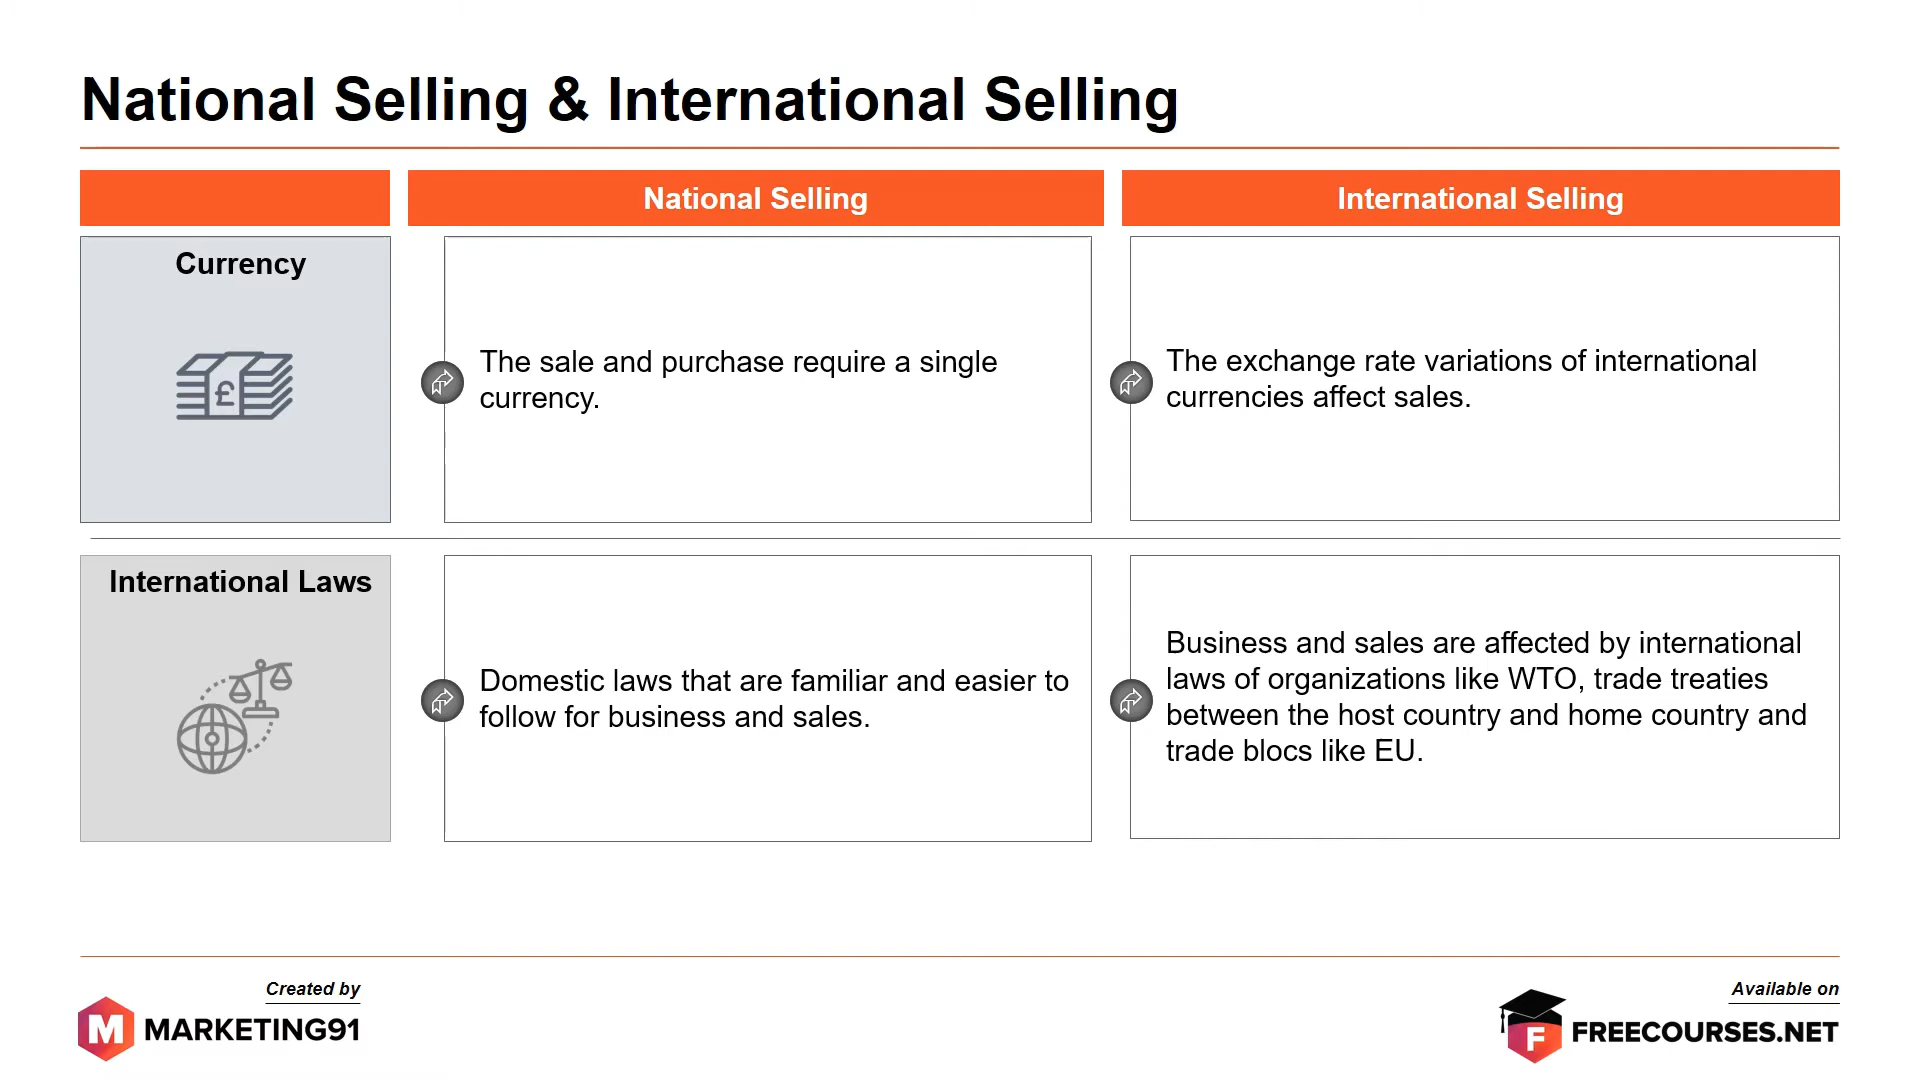 National Selling & International Selling
National Selling
International Selling
Currency
£
The sale and purchase require a single
currency.
The exchange rate variations of international
currencies affect sales.
International Laws
Domestic laws that are familiar and easier to
follow for business and sales.
Business and sales are affected by international
laws of organizations like WTO, trade treaties
between the host country and home country and
trade blocs like EU.
Created by
M MARKETING91
Available on
F FREECOURSES.NET